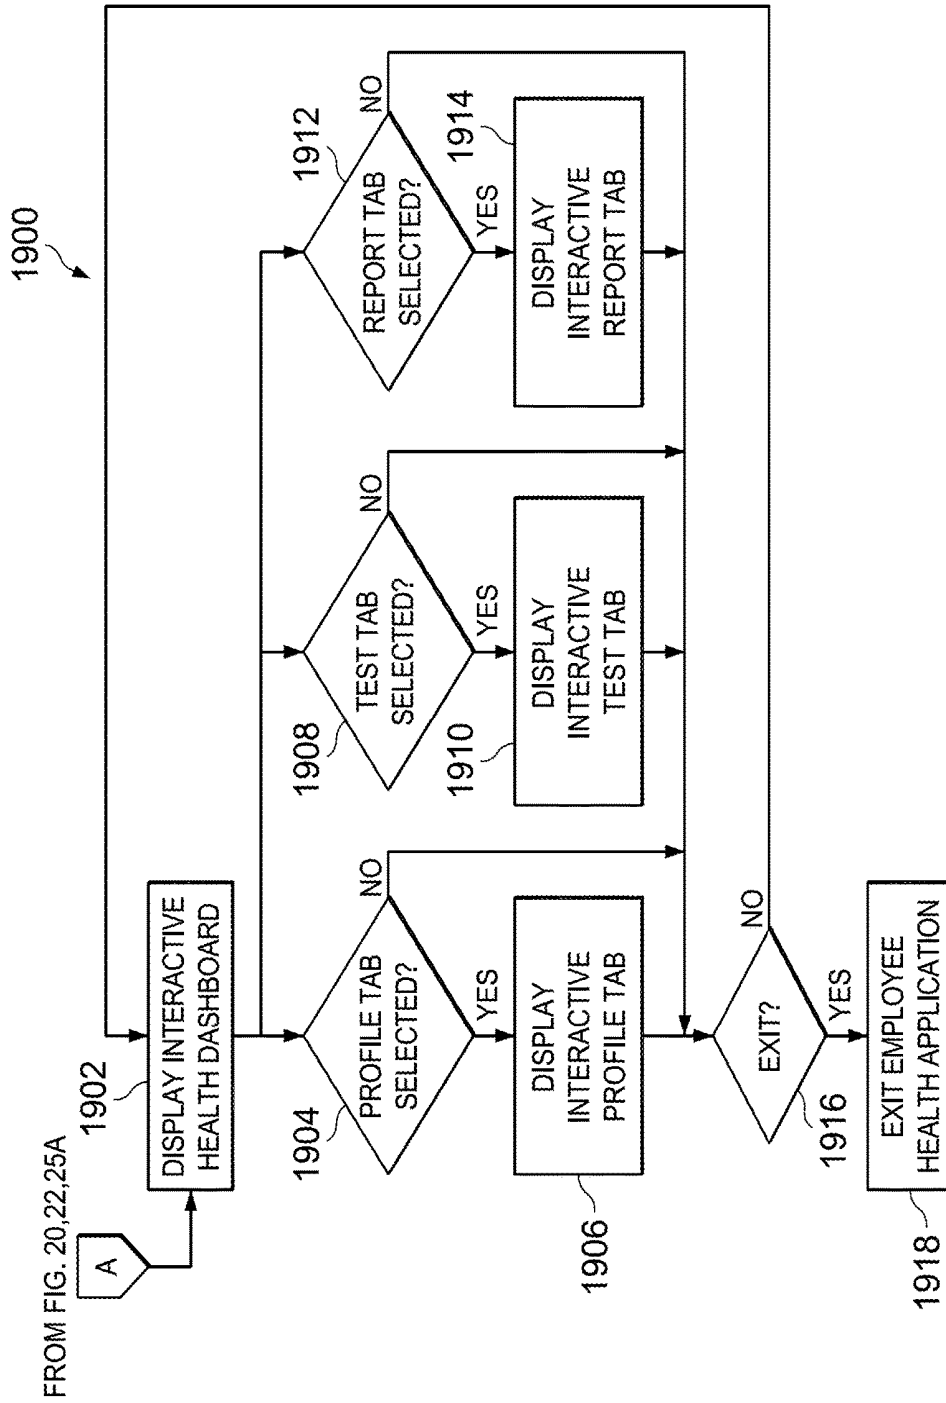 1900
FROM FIG. 20,22,25A
A
1902
DISPLAY INTERACTIVE
HEALTH DASHBOARD
1904
PROFILE TAB
SELECTED?
NO
YES
1908
TEST TAB
SELECTED?
NO
YES
1912
REPORT TAB
SELECTED?
NO
YES
1906
DISPLAY
INTERACTIVE
PROFILE TAB
1910
DISPLAY
INTERACTIVE
TEST TAB
1914
DISPLAY
INTERACTIVE
REPORT TAB
EXIT?
1916
NO
YES
1918
EXIT EMPLOYEE
HEALTH APPLICATION